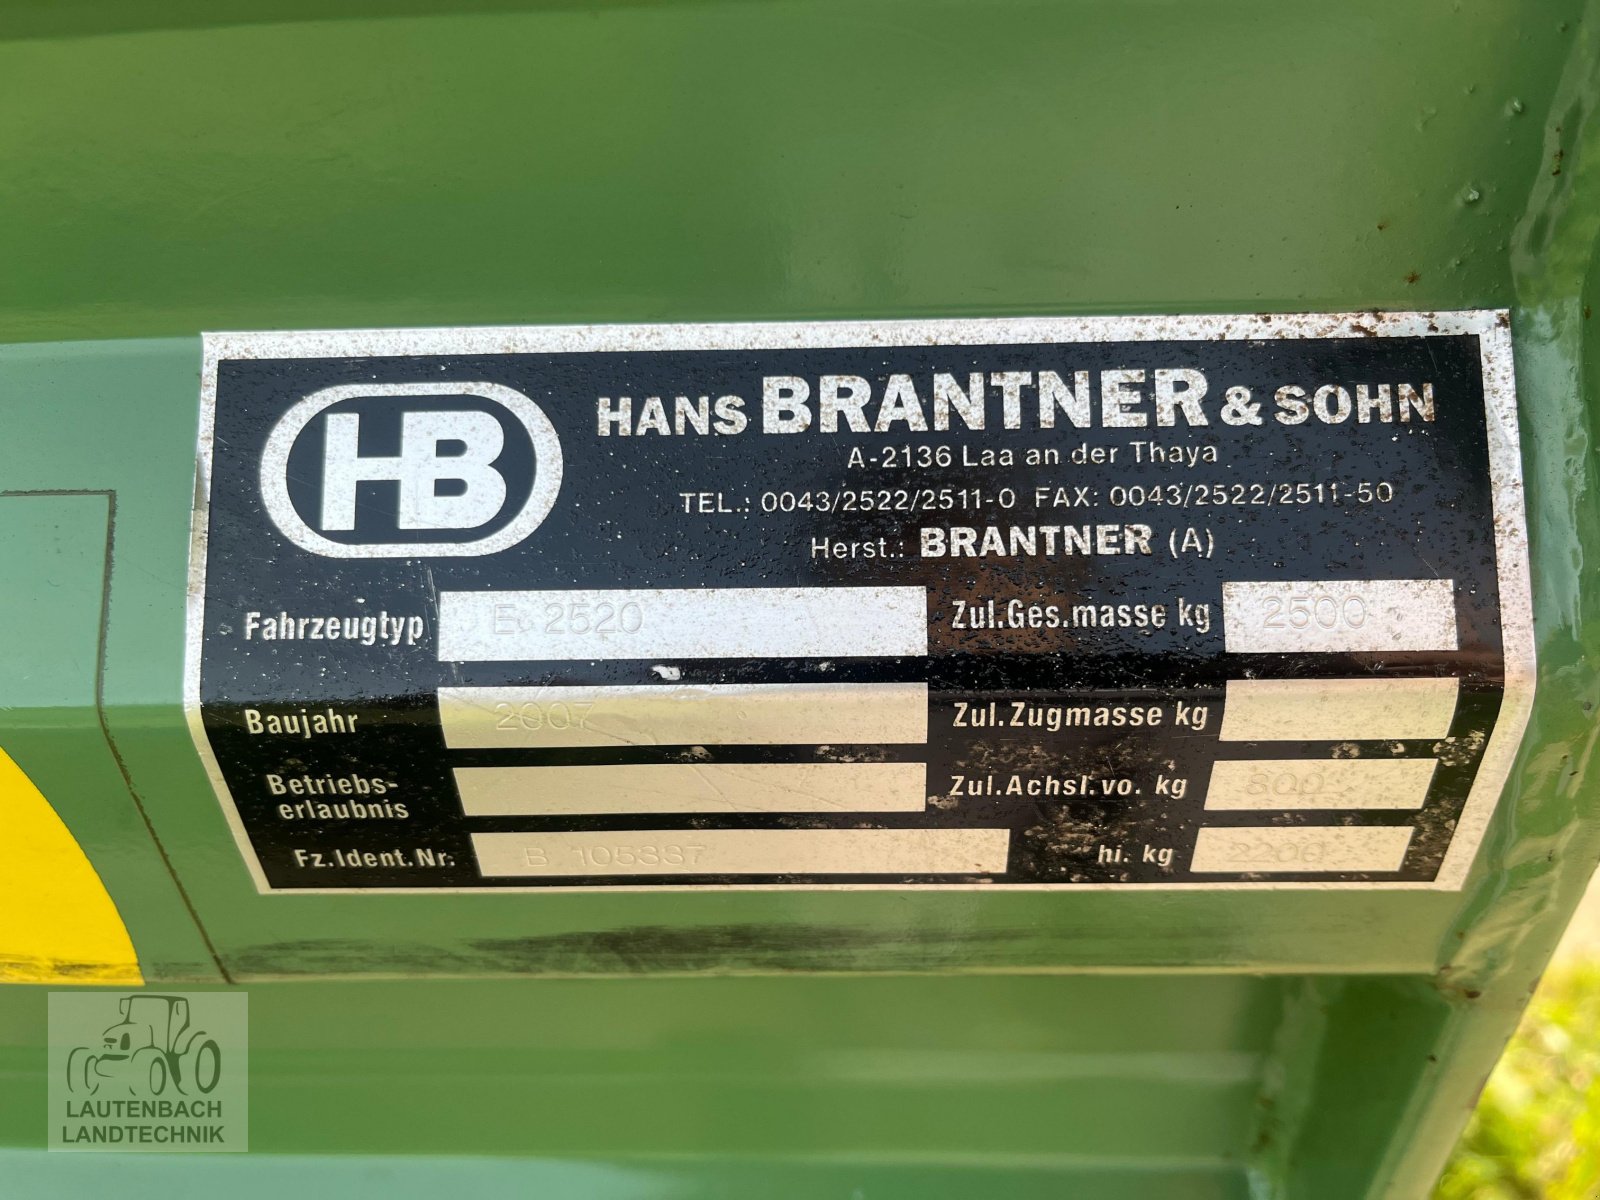 HB
HANS BRANTNER & SOHN
A-2136 Laa an der Thaya
TEL.: 0043/2522/2511-0 FAX: 0043/2522/2511-50
Herst.: BRANTNER (A)
Fahrzeugtyp E 2520 Zul.Ges.masse kg 2500
Baujahr 2007 Zul.Zugmasse kg
Betriebs-
erlaubnis Zul.Achsl.vo. kg 800
Fz.Ident.Nr. B 105337 hi. kg 2200
LAUTENBACH
LANDTECHNIK